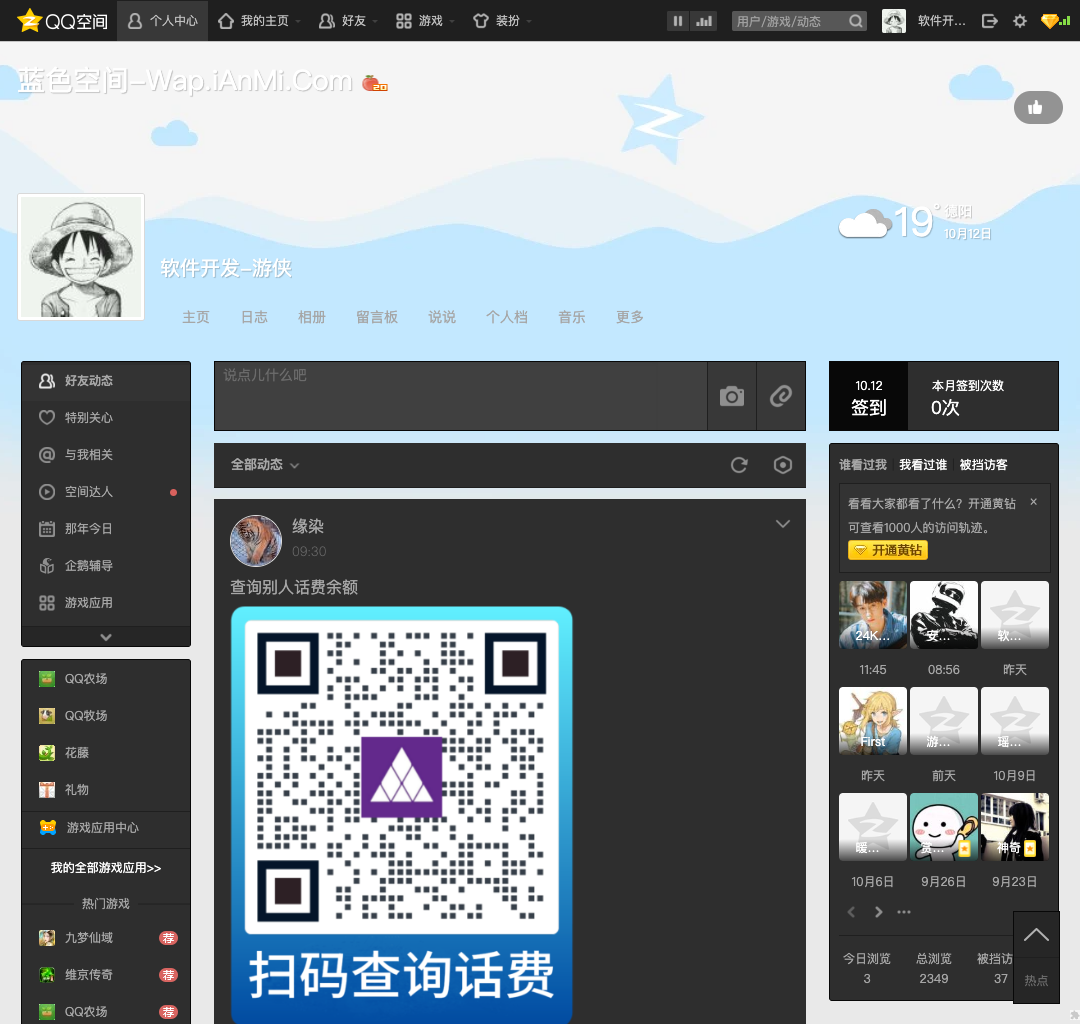 QQ空间 个人中心 我的主页 好友 游戏 装扮 用户/游戏/动态 软件开...
蓝色空间-Wap.iAnMi.Com 20
19° 德阳
10月12日
软件开发-游侠
主页 日志 相册 留言板 说说 个人档 音乐 更多
好友动态
特别关心
与我相关
空间达人
那年今日
企鹅辅导
游戏应用
QQ农场
QQ牧场
花藤
礼物
游戏应用中心
我的全部游戏应用>>
热门游戏
九梦仙域 荐
维京传奇 荐
QQ农场 荐
说点儿什么吧
全部动态
缘染
09:30
查询别人话费余额
扫码查询话费
10.12
签到
本月签到次数
0次
谁看过我 我看过谁 被挡访客
看看大家都看了什么？开通黄钻 ×
可查看1000人的访问轨迹。
开通黄钻
24K... 安... 软...
11:45 08:56 昨天
First 游... 瑶...
昨天 前天 10月9日
暖... 贪... 神奇
10月6日 9月26日 9月23日
今日浏览 总浏览 被挡访
3 2349 37
热点